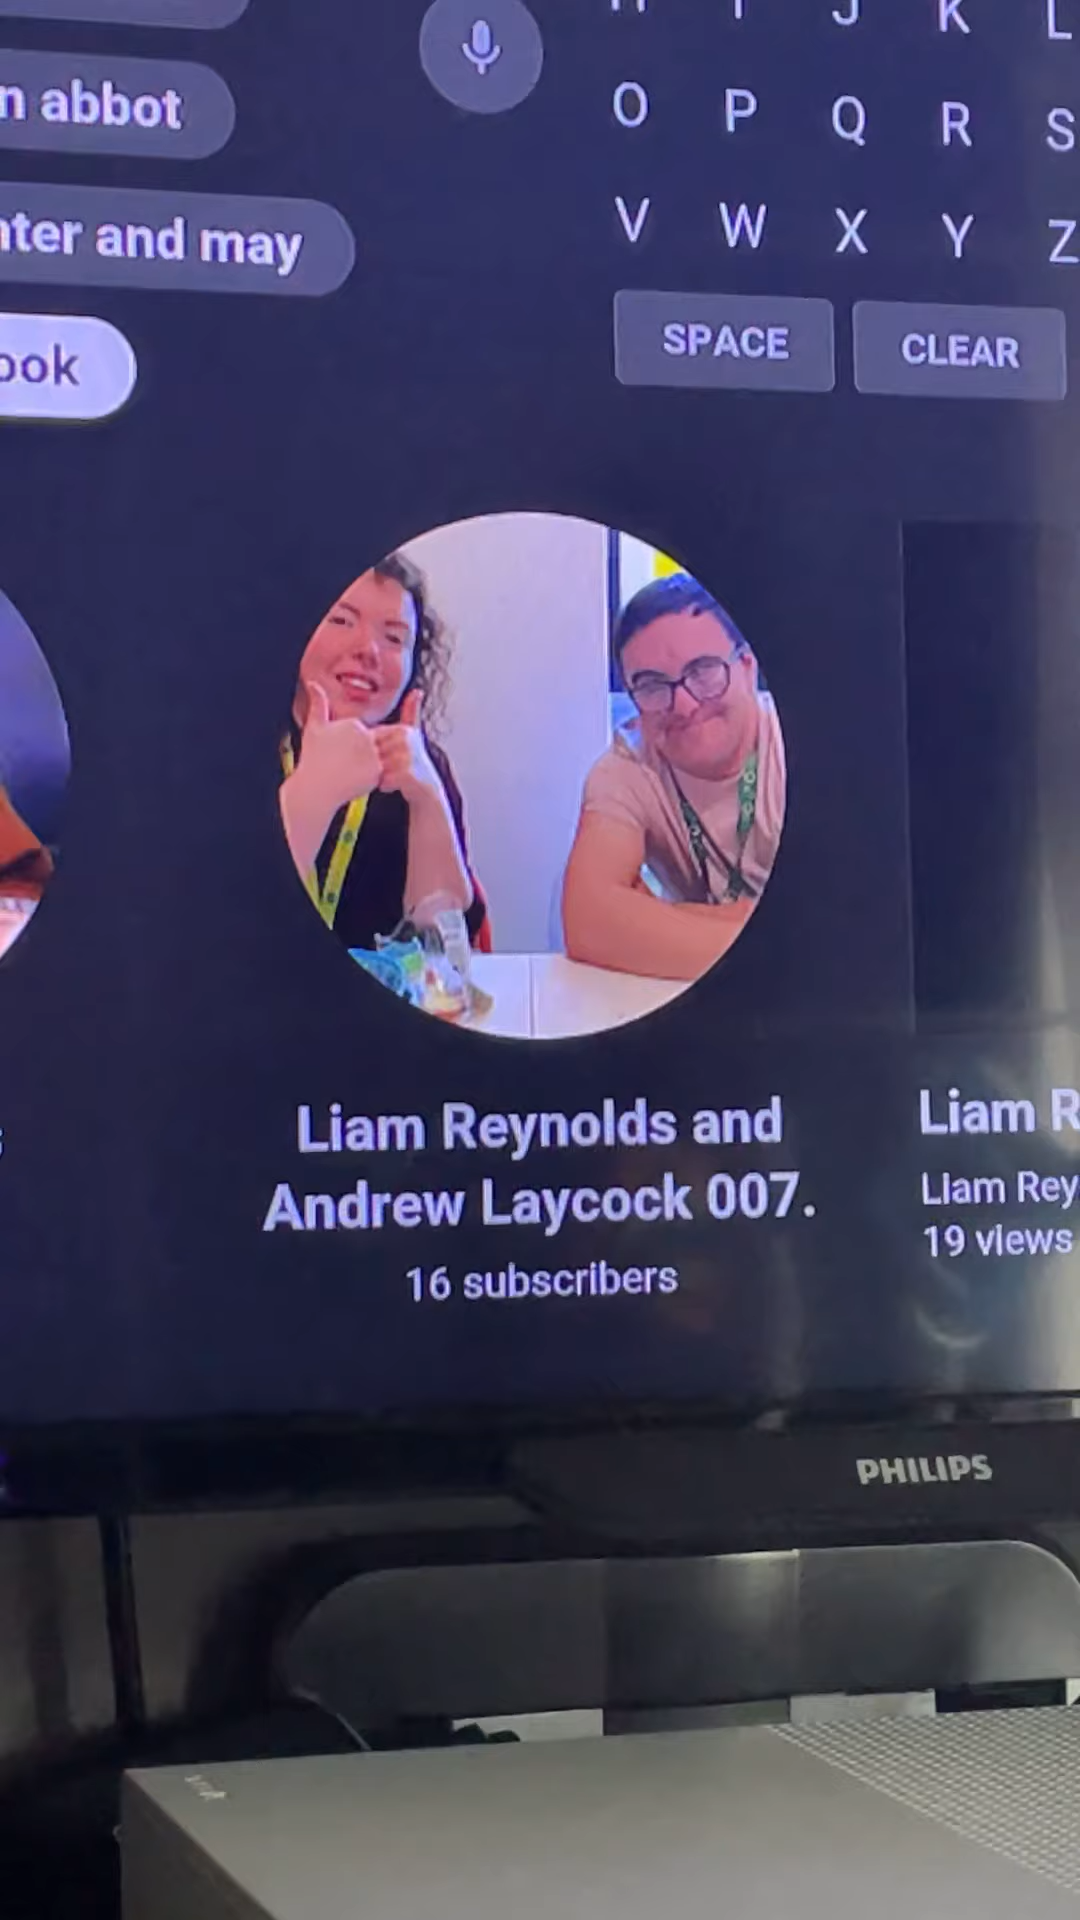 J K L
n abbot
O P Q R S
nter and may
V W X Y Z
ook
SPACE CLEAR
Liam Reynolds and
Andrew Laycock 007.
16 subscribers
Liam R
Liam Rey
19 views
PHILIPS